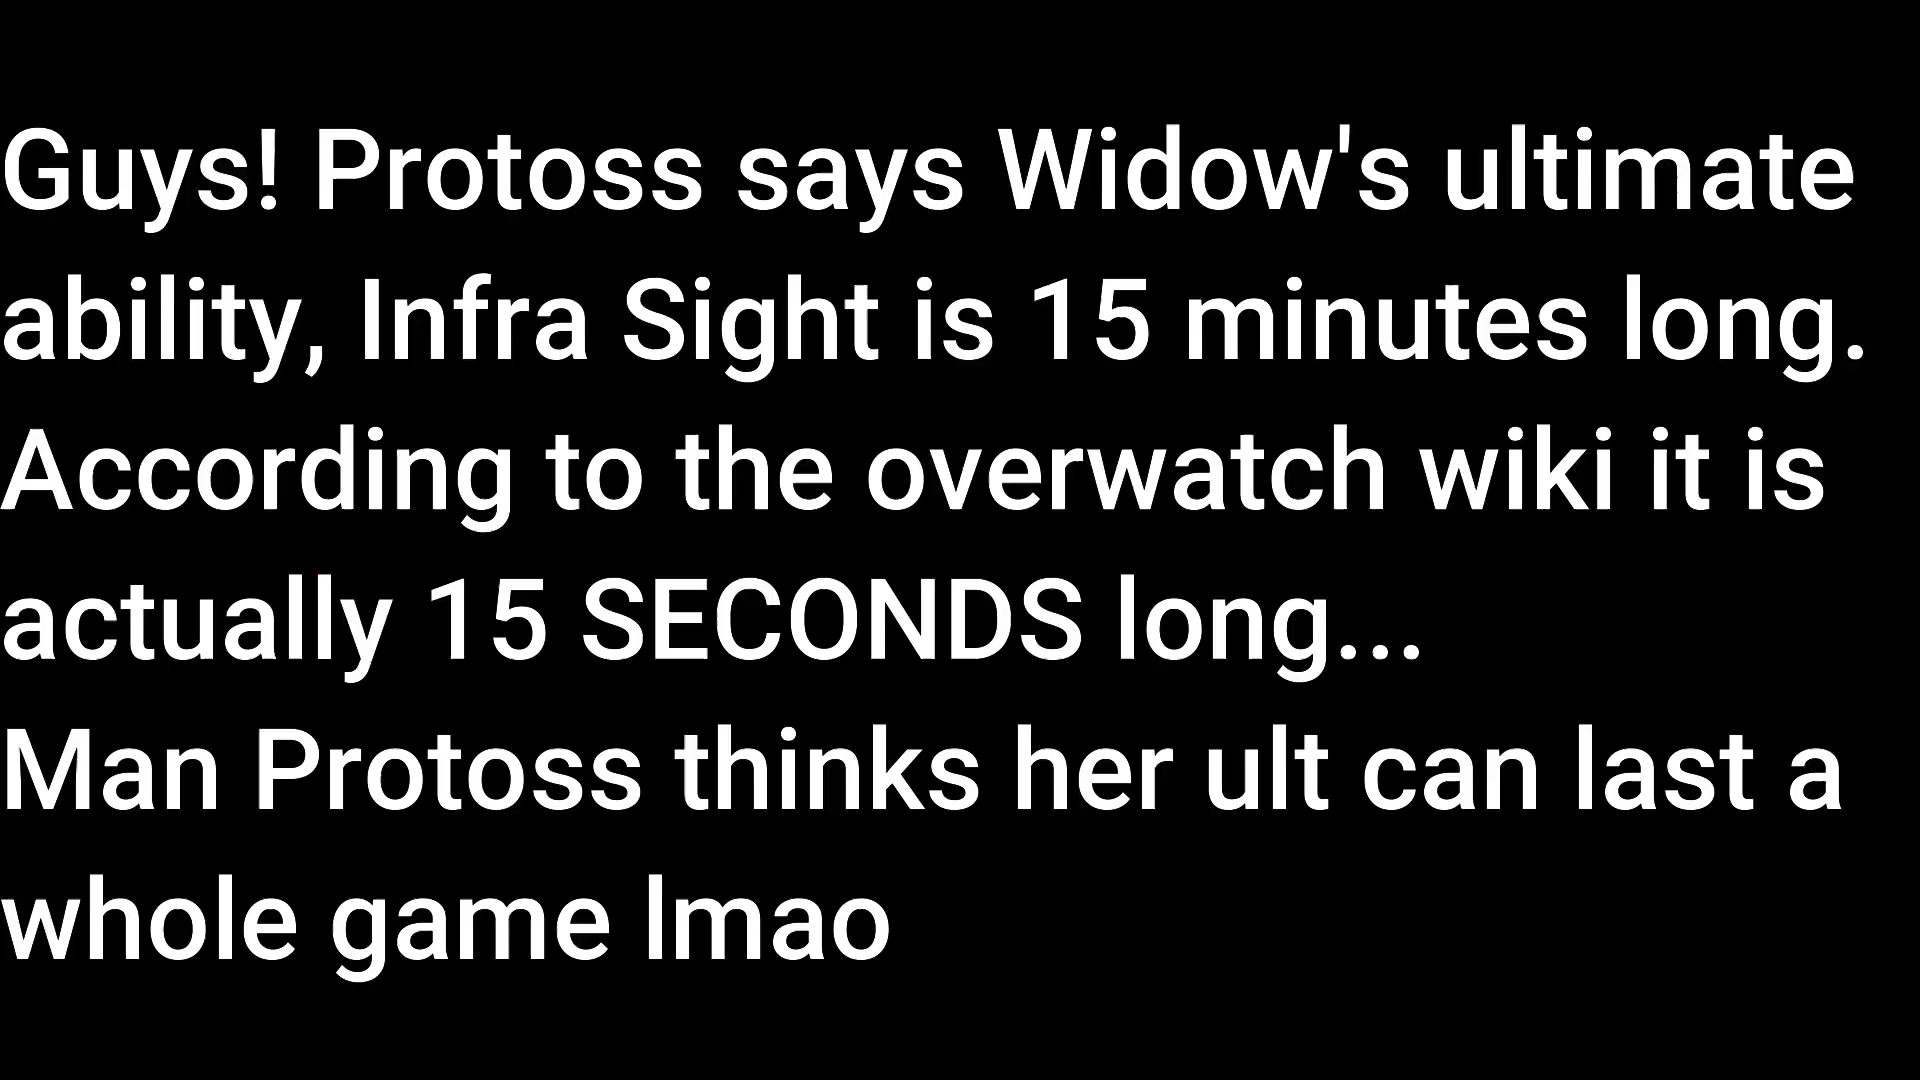 Guys! Protoss says Widow's ultimate
ability, Infra Sight is 15 minutes long.
According to the overwatch wiki it is
actually 15 SECONDS long...
Man Protoss thinks her ult can last a
whole game lmao